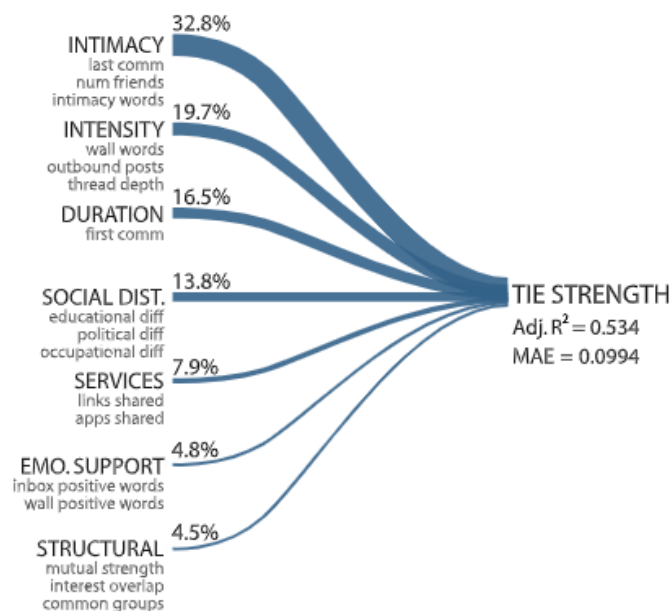 32.8%
INTIMACY
last comm
num friends
intimacy words
19.7%
INTENSITY
wall words
outbound posts
thread depth
16.5%
DURATION
first comm
13.8%
SOCIAL DIST.
educational diff
political diff
occupational diff
7.9%
SERVICES
links shared
apps shared
4.8%
EMO. SUPPORT
inbox positive words
wall positive words
4.5%
STRUCTURAL
mutual strength
interest overlap
common groups
TIE STRENGTH
Adj. R² = 0.534
MAE = 0.0994